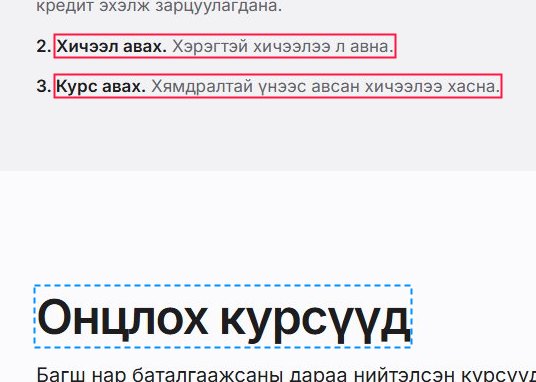 кредит эхэлж зарцуулагдана.
2. Хичээл авах. Хэрэгтэй хичээлээ л авна.
3. Курс авах. Хямдралтай үнээс авсан хичээлээ хасна.
Онцлох курсүүд
Багш нар баталгаажсаны дараа нийтэлсэн курсүүд